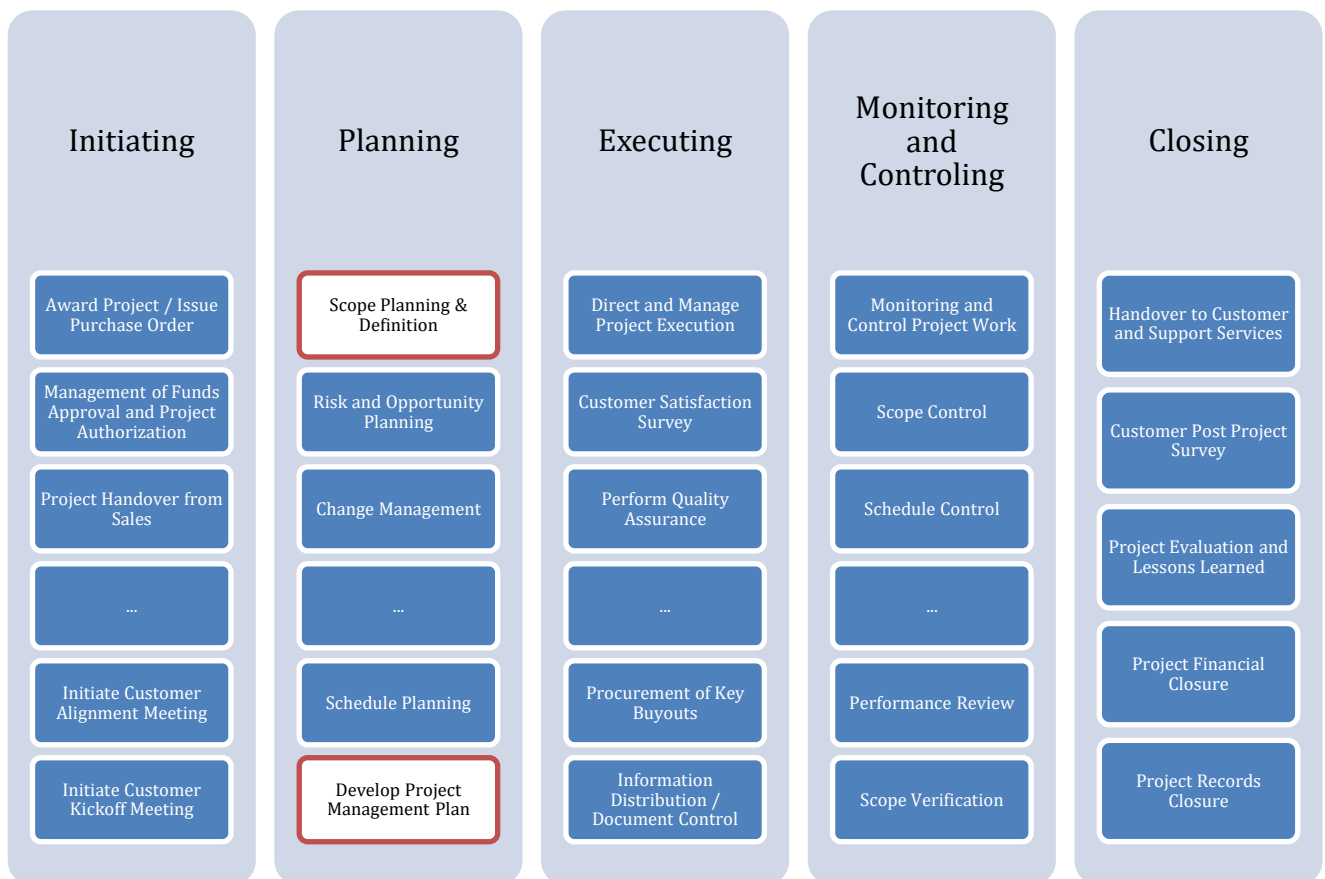 Initiating
Award Project / Issue
Purchase Order
Management of Funds
Approval and Project
Authorization
Project Handover from
Sales
...
Initiate Customer
Alignment Meeting
Initiate Customer
Kickoff Meeting
Planning
Scope Planning &
Definition
Risk and Opportunity
Planning
Change Management
...
Schedule Planning
Develop Project
Management Plan
Executing
Direct and Manage
Project Execution
Customer Satisfaction
Survey
Perform Quality
Assurance
...
Procurement of Key
Buyouts
Information
Distribution /
Document Control
Monitoring
and
Controling
Monitoring and
Control Project Work
Scope Control
Schedule Control
...
Performance Review
Scope Verification
Closing
Handover to Customer
and Support Services
Customer Post Project
Survey
Project Evaluation and
Lessons Learned
Project Financial
Closure
Project Records
Closure